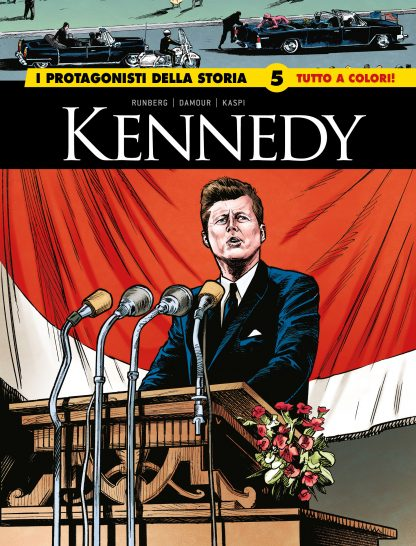 I PROTAGONISTI DELLA STORIA 5 TUTTO A COLORI!
RUNBERG | DAMOUR | KASPI
KENNEDY